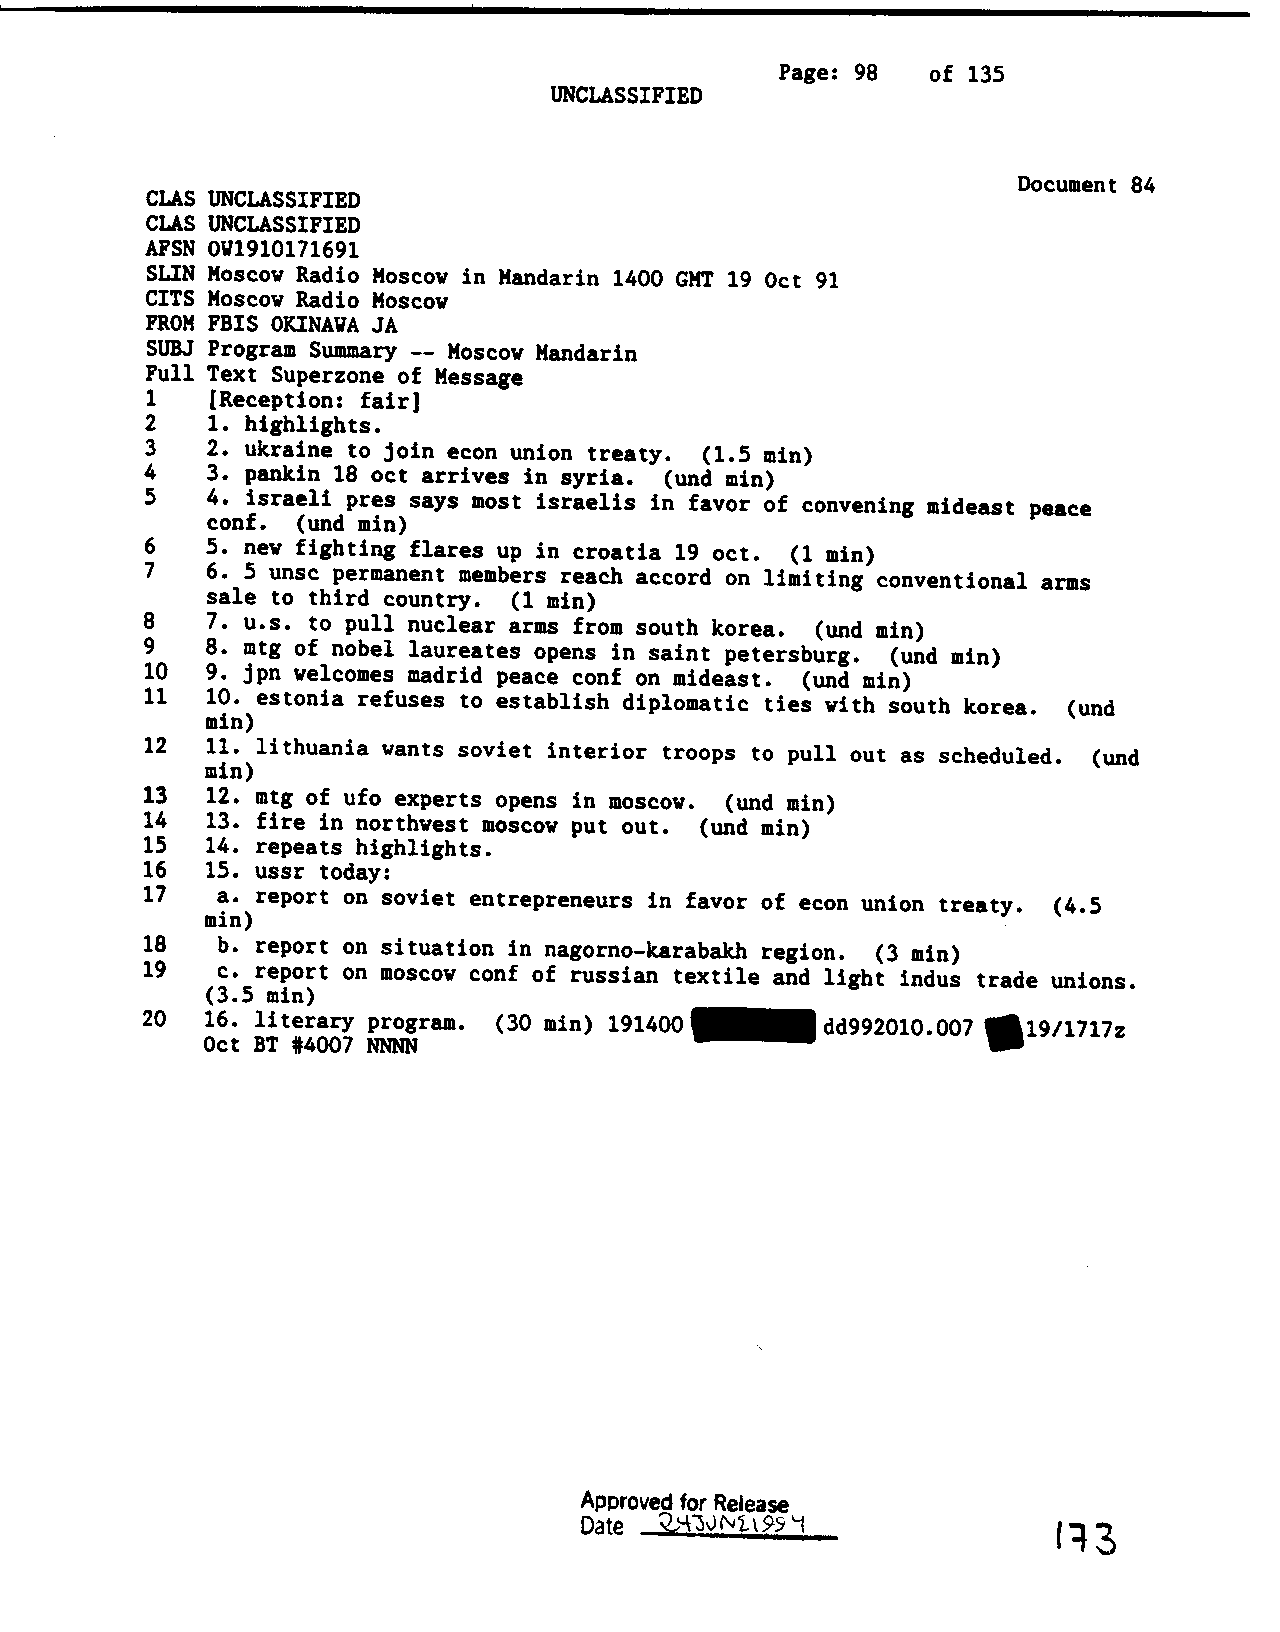 Page: 98 of 135
UNCLASSIFIED
Document 84
CLAS UNCLASSIFIED
CLAS UNCLASSIFIED
AFSN OW1910171691
SLIN Moscow Radio Moscow in Mandarin 1400 GMT 19 Oct 91
CITS Moscow Radio Moscow
FROM FBIS OKINAWA JA
SUBJ Program Summary -- Moscow Mandarin
Full Text Superzone of Message
1 [Reception: fair]
2 1. highlights.
3 2. ukraine to join econ union treaty. (1.5 min)
4 3. pankin 18 oct arrives in syria. (und min)
5 4. israeli pres says most israelis in favor of convening mideast peace
conf. (und min)
6 5. new fighting flares up in croatia 19 oct. (1 min)
7 6. 5 unsc permanent members reach accord on limiting conventional arms
sale to third country. (1 min)
8 7. u.s. to pull nuclear arms from south korea. (und min)
9 8. mtg of nobel laureates opens in saint petersburg. (und min)
10 9. jpn welcomes madrid peace conf on mideast. (und min)
11 10. estonia refuses to establish diplomatic ties with south korea. (und
min)
12 11. lithuania wants soviet interior troops to pull out as scheduled. (und
min)
13 12. mtg of ufo experts opens in moscow. (und min)
14 13. fire in northwest moscow put out. (und min)
15 14. repeats highlights.
16 15. ussr today:
17 a. report on soviet entrepreneurs in favor of econ union treaty. (4.5
min)
18 b. report on situation in nagorno-karabakh region. (3 min)
19 c. report on moscow conf of russian textile and light indus trade unions.
(3.5 min)
20 16. literary program. (30 min) 191400 dd992010.007 19/1717z
Oct BT #4007 NNNN
Approved for Release
Date 24JUNE1994
173